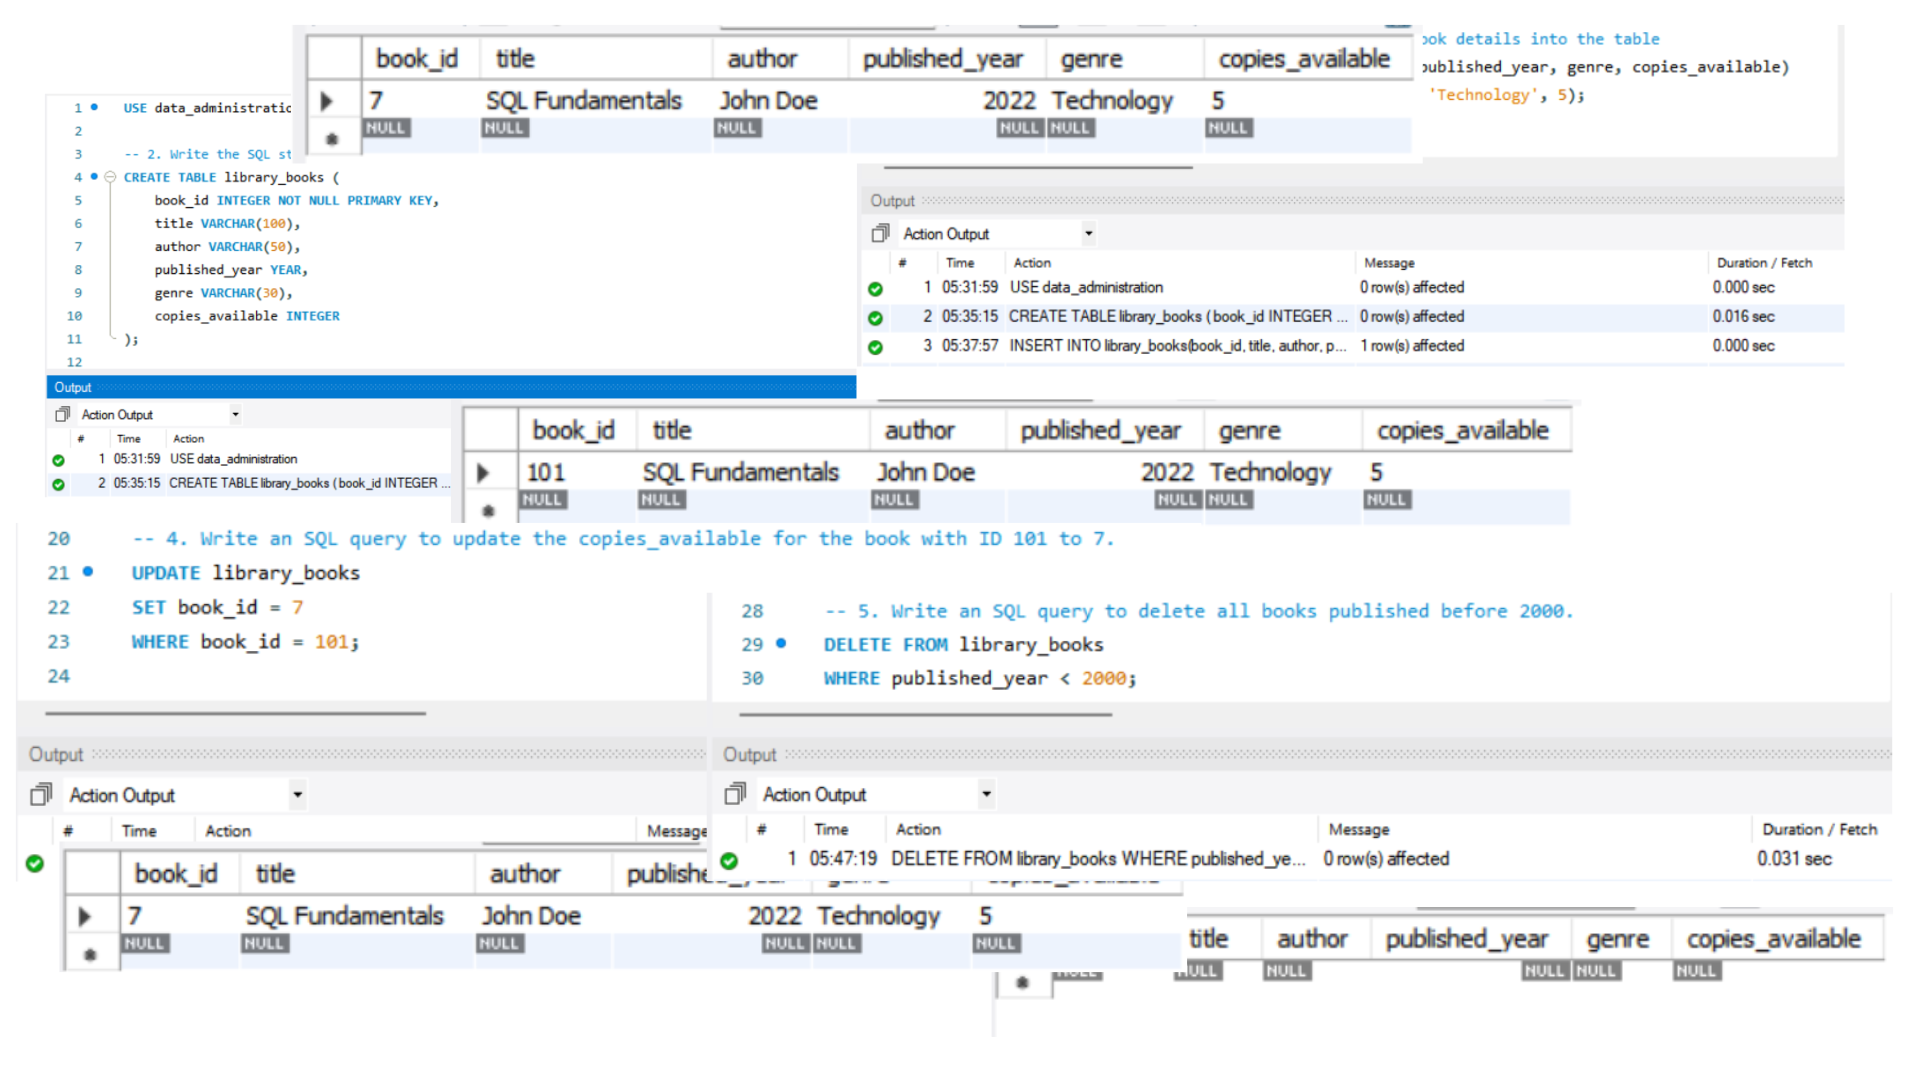 book_id title author published_year genre copies_available
7 SQL Fundamentals John Doe 2022 Technology 5
NULL NULL NULL NULL NULL NULL
ook details into the table
published_year, genre, copies_available)
'Technology', 5);
1 USE data_administratio
2
3 -- 2. Write the SQL st
4 CREATE TABLE library_books (
5 book_id INTEGER NOT NULL PRIMARY KEY,
6 title VARCHAR(100),
7 author VARCHAR(50),
8 published_year YEAR,
9 genre VARCHAR(30),
10 copies_available INTEGER
11 );
12
Output
Action Output
# Time Action
1 05:31:59 USE data_administration
2 05:35:15 CREATE TABLE library_books ( book_id INTEGER ...
Output
Action Output
# Time Action Message Duration / Fetch
1 05:31:59 USE data_administration 0 row(s) affected 0.000 sec
2 05:35:15 CREATE TABLE library_books ( book_id INTEGER ... 0 row(s) affected 0.016 sec
3 05:37:57 INSERT INTO library_books(book_id, title, author, p... 1 row(s) affected 0.000 sec
book_id title author published_year genre copies_available
101 SQL Fundamentals John Doe 2022 Technology 5
NULL NULL NULL NULL NULL NULL
20 -- 4. Write an SQL query to update the copies_available for the book with ID 101 to 7.
21 UPDATE library_books
22 SET book_id = 7
23 WHERE book_id = 101;
24
Output
Action Output
# Time Action Message
book_id title author publishe
7 SQL Fundamentals John Doe 2022 Technology 5
NULL NULL NULL NULL NULL NULL
28 -- 5. Write an SQL query to delete all books published before 2000.
29 DELETE FROM library_books
30 WHERE published_year < 2000;
Output
Action Output
# Time Action Message Duration / Fetch
1 05:47:19 DELETE FROM library_books WHERE published_ye... 0 row(s) affected 0.031 sec
title author published_year genre copies_available
NULL NULL NULL NULL NULL